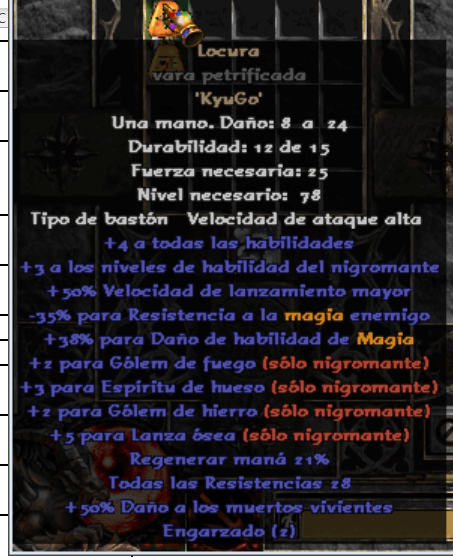 Locura
vara petrificada
'KyuGo'
Una mano. Daño: 8 a 24
Durabilidad: 12 de 15
Fuerza necesaria: 25
Nivel necesario: 78
Tipo de bastón Velocidad de ataque alta
+4 a todas las habilidades
+3 a los niveles de habilidad del nigromante
+50% Velocidad de lanzamiento mayor
-35% para Resistencia a la magia enemigo
+38% para Daño de habilidad de Magia
+2 para Gólem de fuego (sólo nigromante)
+3 para Espíritu de hueso (sólo nigromante)
+2 para Gólem de hierro (sólo nigromante)
+5 para Lanza ósea (sólo nigromante)
Regenerar maná 21%
Todas las Resistencias 28
+50% Daño a los muertos vivientes
Engarzado (2)